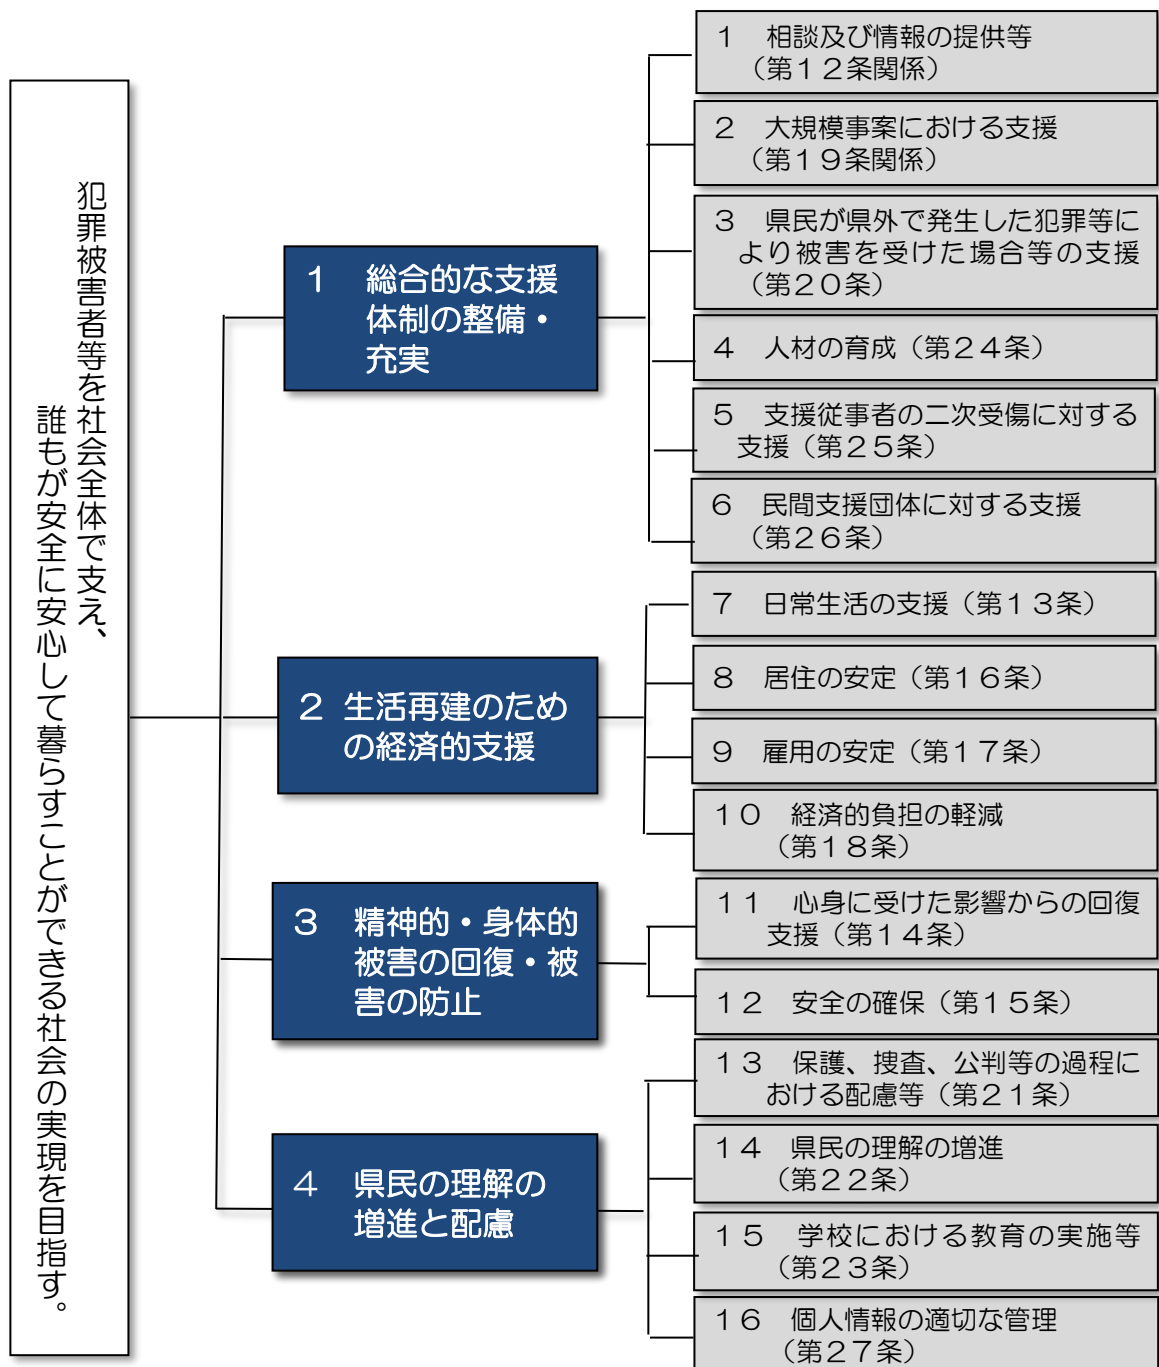 犯罪被害者等を社会全体で支え、
誰もが安全に安心して暮らすことができる社会の実現を目指す。
１　総合的な支援
体制の整備・
充実
１　相談及び情報の提供等
（第１２条関係）
２　大規模事案における支援
（第１９条関係）
３　県民が県外で発生した犯罪等に
より被害を受けた場合等の支援
（第２０条）
４　人材の育成（第２４条）
５　支援従事者の二次受傷に対する
支援（第２５条）
６　民間支援団体に対する支援
（第２６条）
２ 生活再建のため
の経済的支援
７　日常生活の支援（第１３条）
８　居住の安定（第１６条）
９　雇用の安定（第１７条）
１０　経済的負担の軽減
（第１８条）
３　精神的・身体的
被害の回復・被
害の防止
１１　心身に受けた影響からの回復
支援（第１４条）
１２　安全の確保（第１５条）
４　県民の理解の
増進と配慮
１３　保護、捜査、公判等の過程に
おける配慮等（第２１条）
１４　県民の理解の増進
（第２２条）
１５　学校における教育の実施等
（第２３条）
１６　個人情報の適切な管理
（第２７条）